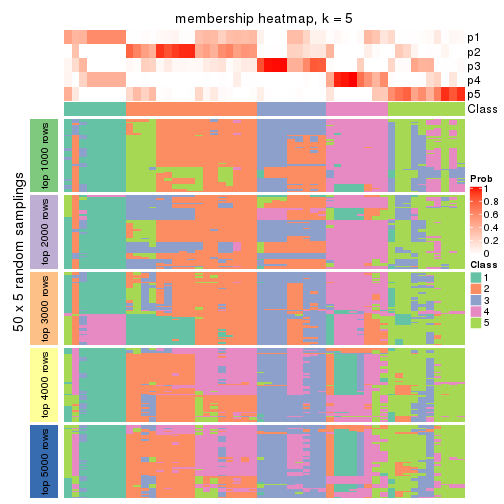 membership heatmap, k = 5
p1
p2
p3
p4
p5
Class
50 x 5 random samplings
top 1000 rows
top 2000 rows
top 3000 rows
top 4000 rows
top 5000 rows
Prob
1
0.8
0.6
0.4
0.2
0
Class
1
2
3
4
5